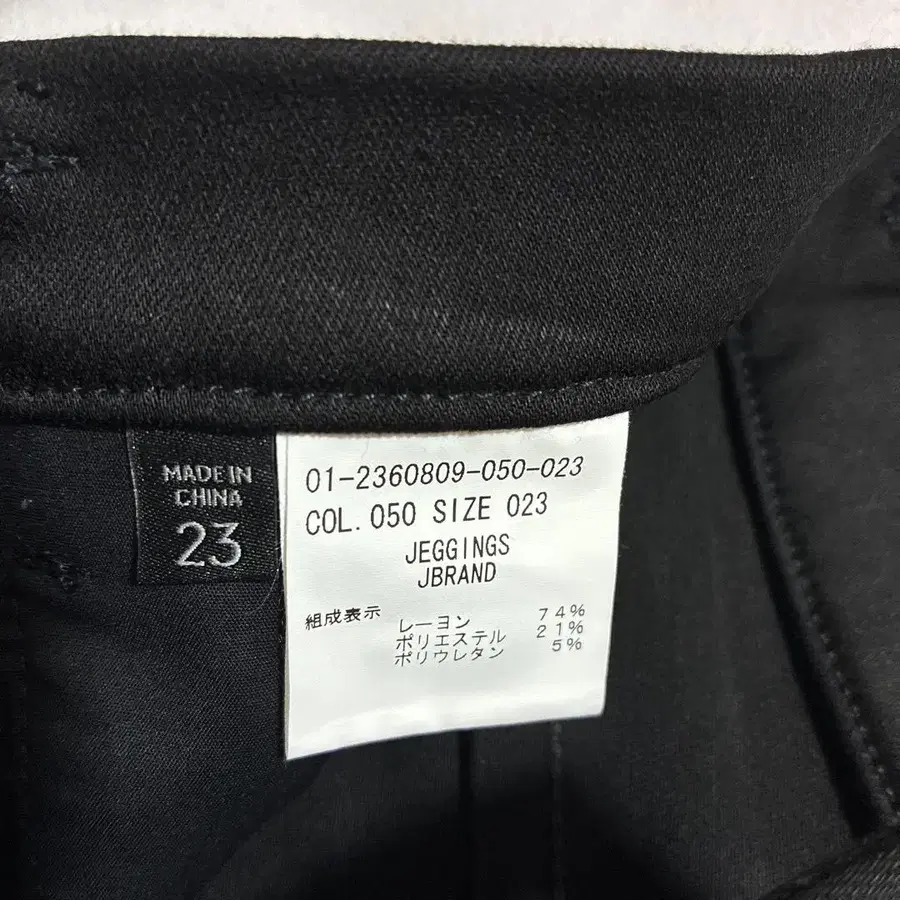 MADE IN
CHINA
23
01-2360809-050-023
COL.050 SIZE 023
JEGGINGS
JBRAND
組成表示
レーヨン 74%
ポリエステル 21%
ポリウレタン 5%